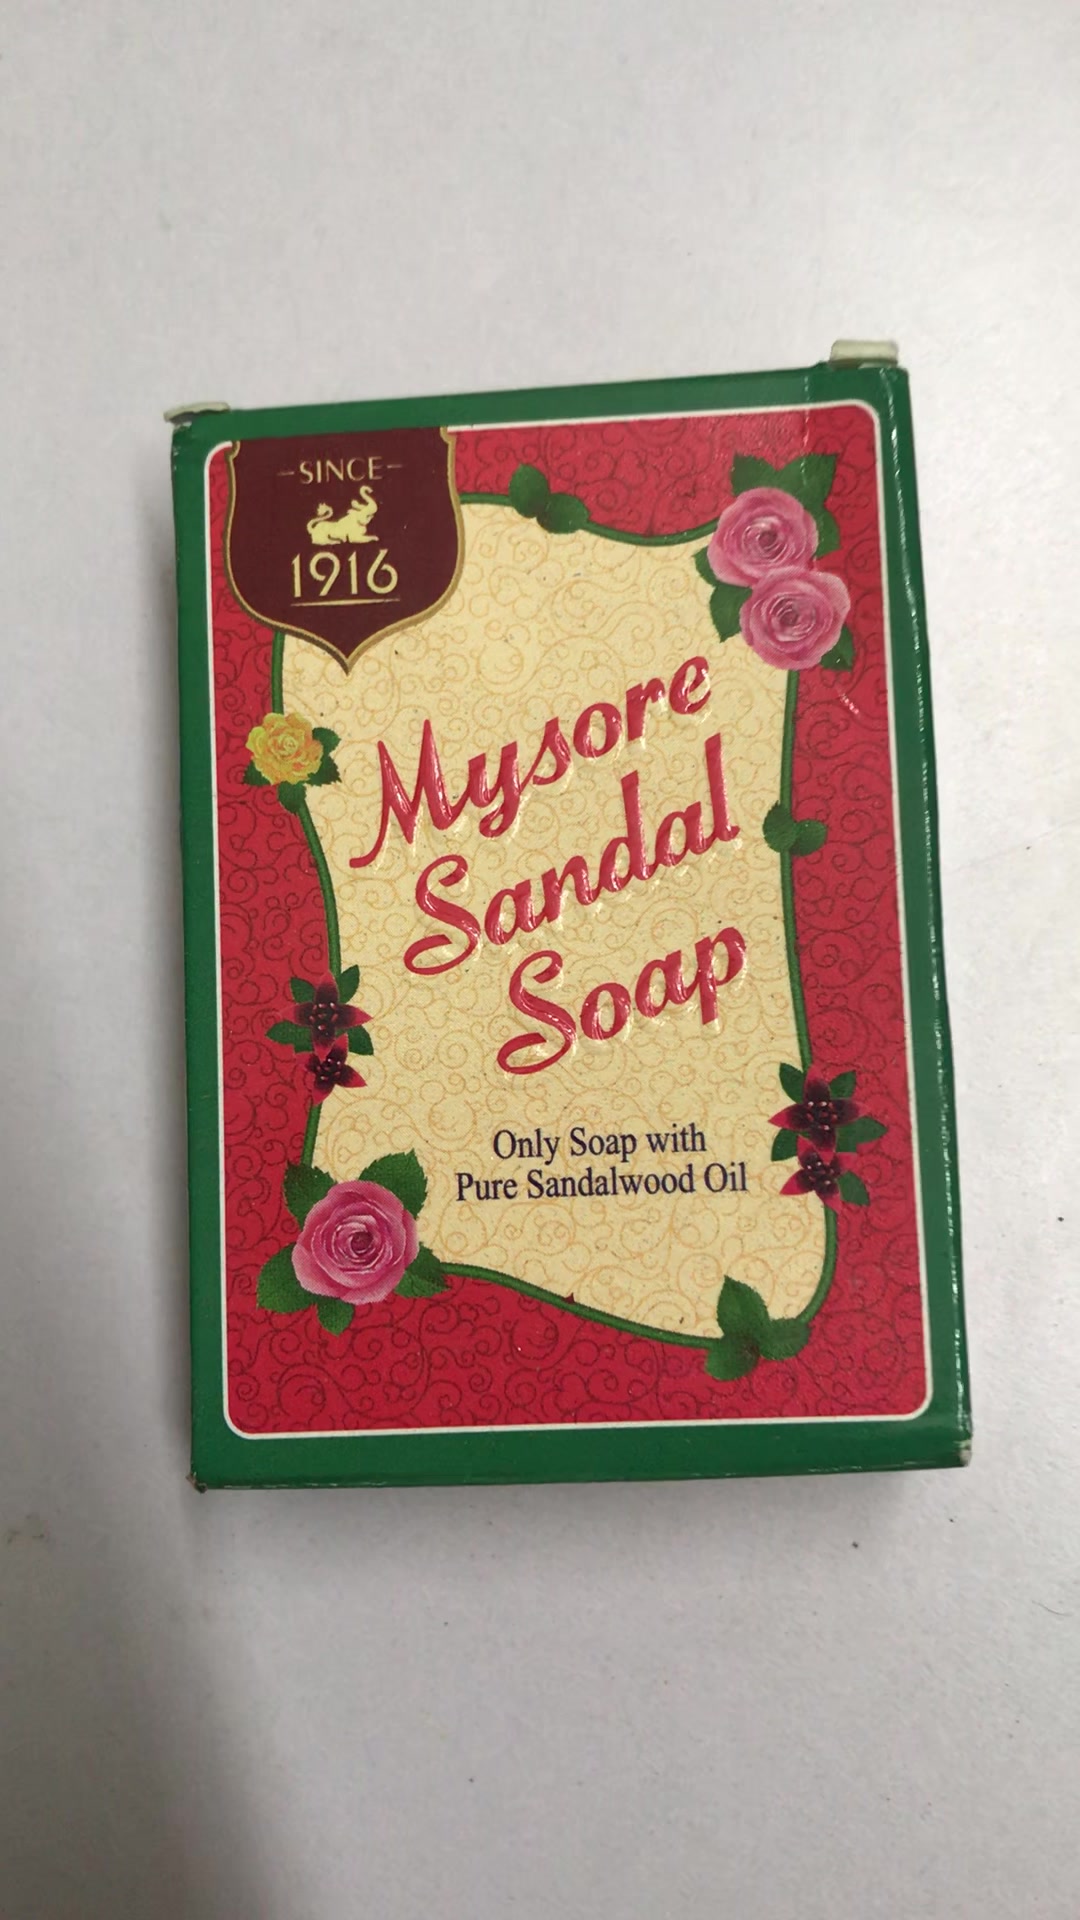 -SINCE-
1916
Mysore
Sandal
Soap
Only Soap with
Pure Sandalwood Oil